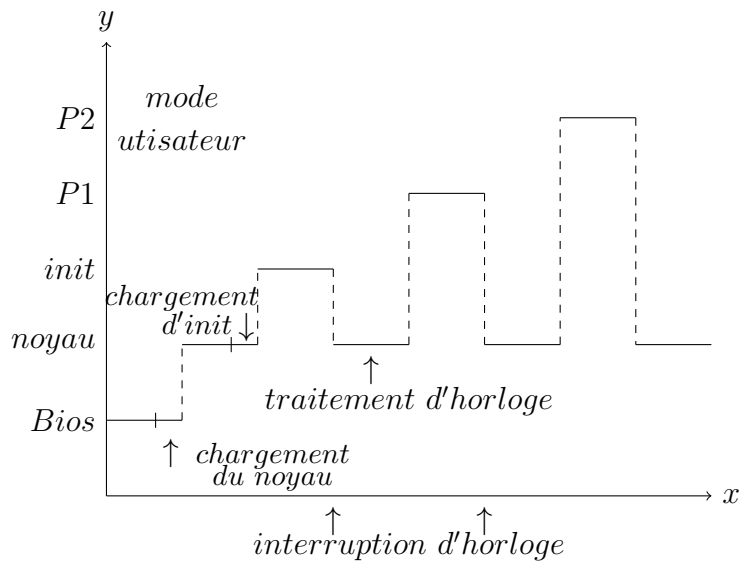 y
mode
utisateur
P2
P1
init
chargement
d'init
noyau
traitement d'horloge
Bios
chargement
du noyau
x
interruption d'horloge